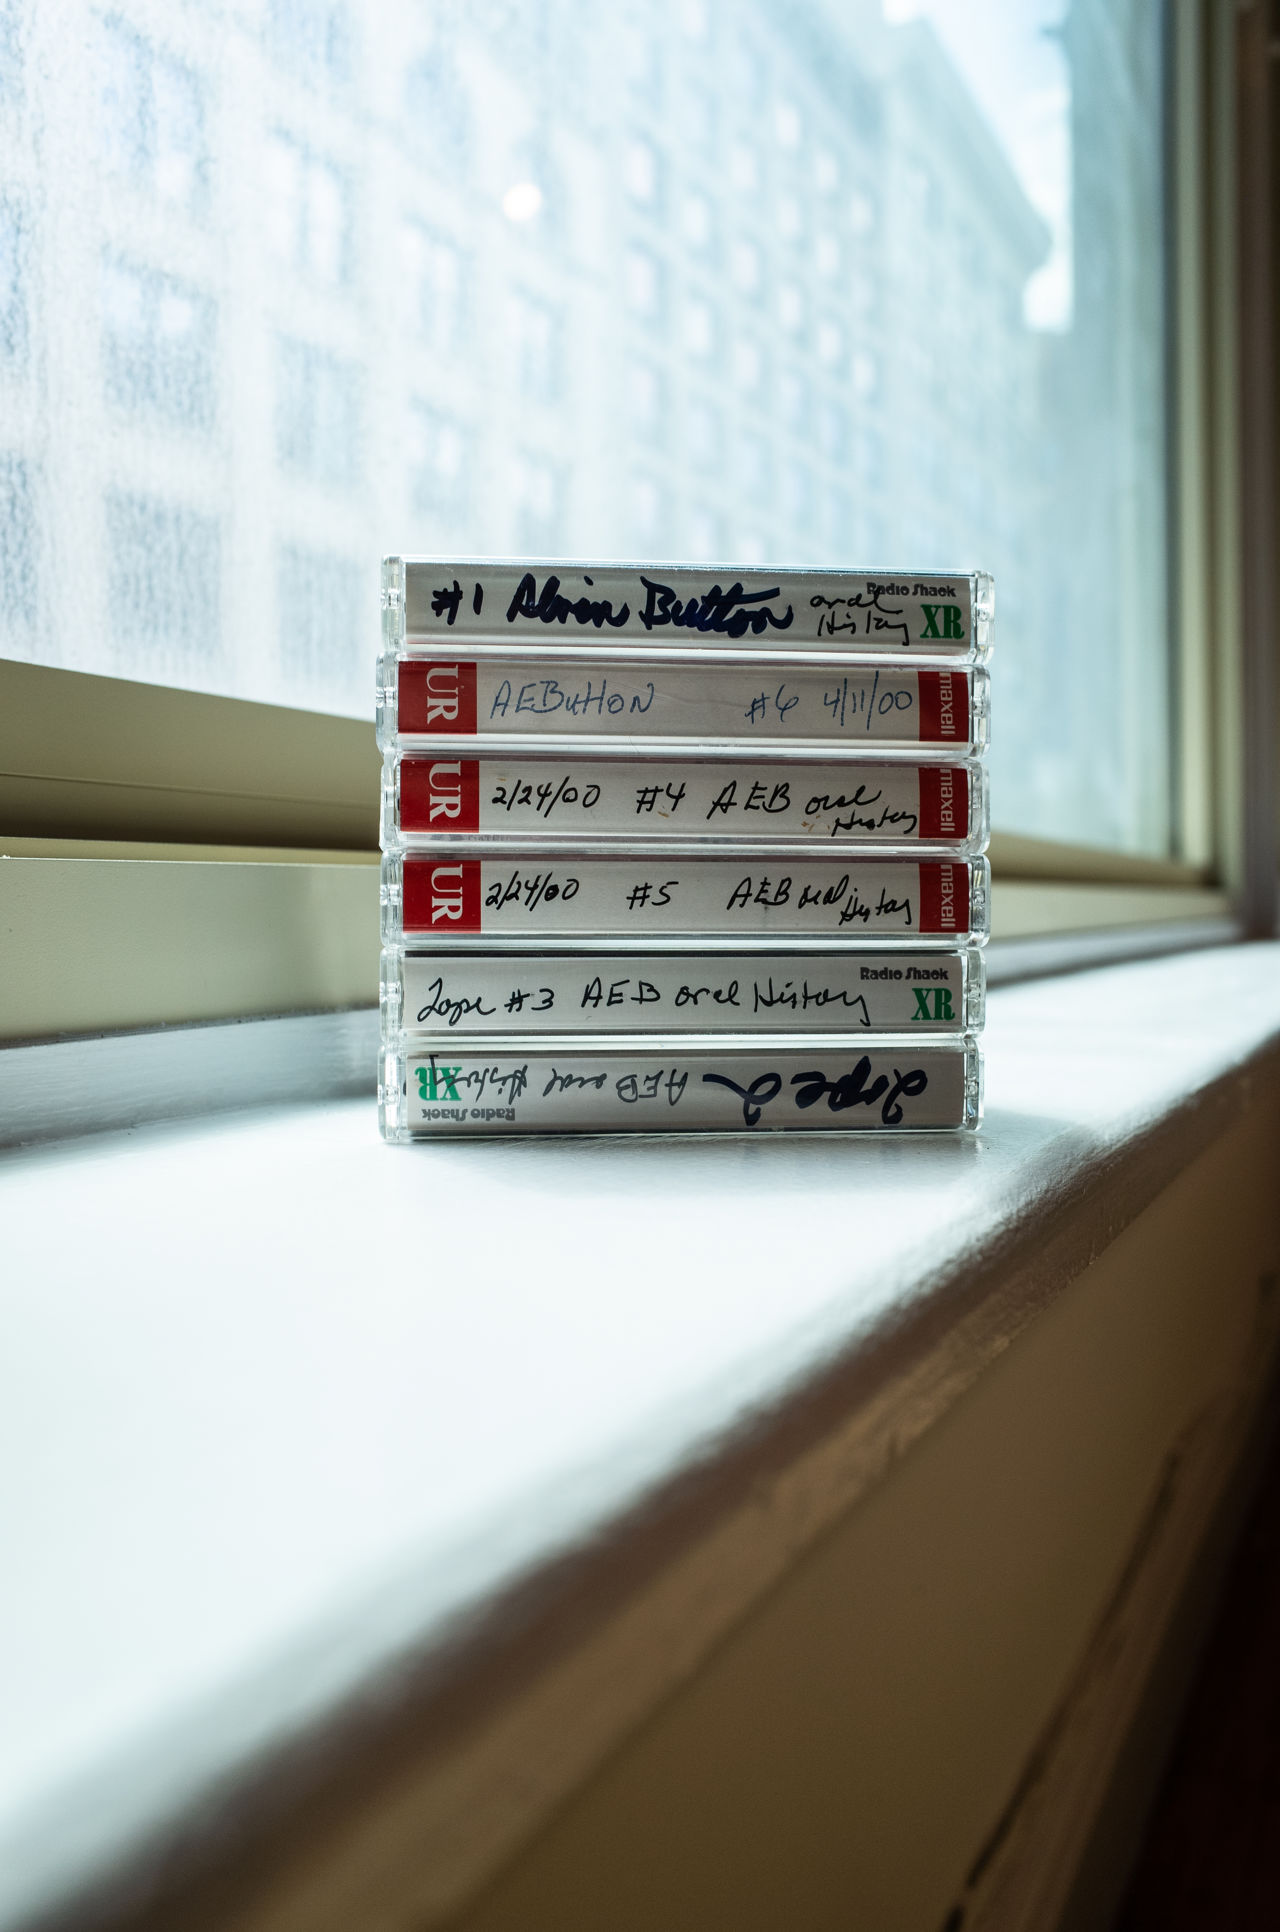 #1 Alvin Button oral History Radio Shack XR
UR AEButton #6 4/11/00 maxell
UR 2/24/00 #4 AEB oral History maxell
UR 2/24/00 #5 AEB oral History maxell
Tape #3 AEB oral History Radio Shack XR
Tape 2 AEB oral History XR Radio Shack